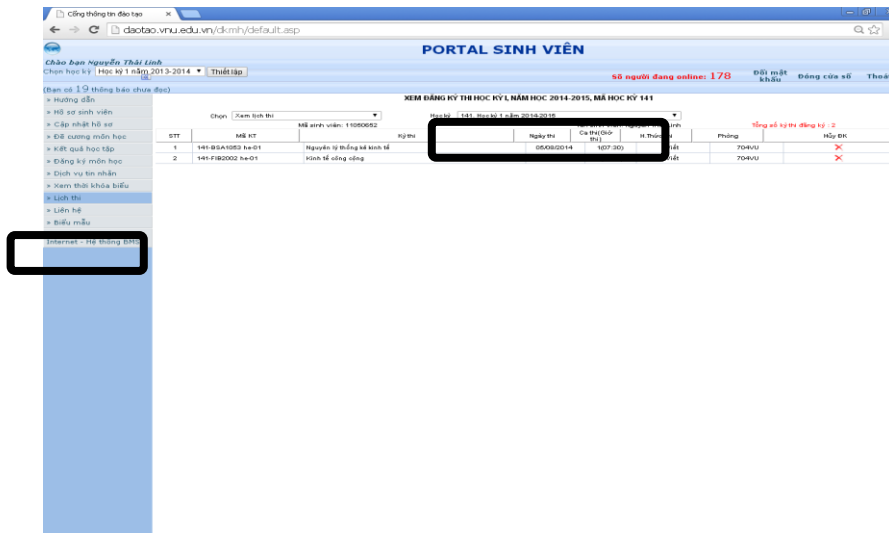 Cổng thông tin đào tạo
daotao.vnu.edu.vn/dkmh/default.asp
PORTAL SINH VIÊN
Chào bạn Nguyễn Thái Linh
Chọn học kỳ Học kỳ 1 năm 2013-2014 Thiết lập
Số người đang online: 178
Đổi mật khẩu
Đóng cửa sổ
Thoát
(Bạn có 19 thông báo chưa đọc)
» Hướng dẫn
» Hồ sơ sinh viên
» Cập nhật hồ sơ
» Đề cương môn học
» Kết quả học tập
» Đăng ký môn học
» Dịch vụ tin nhắn
» Xem thời khóa biểu
» Lịch thi
» Liên hệ
» Biểu mẫu
Internet - Hệ thống BMS
XEM ĐĂNG KÝ THI HỌC KỲ I, NĂM HỌC 2014-2015, MÃ HỌC KỲ 141
Chọn Xem lịch thi Học kỳ 141. Học kỳ 1 năm 2014-2015
Mã sinh viên: 11050652
Tổng số kỳ thi đăng ký : 2
STT Mã KT Kỳ thi Ngày thi Ca thi(Giờ thi) Phòng Hủy ĐK
1 141-BSA1053 he-01 Nguyên lý thống kê kinh tế 05/08/2014 1(07:30) 704VU
2 141-FIB2002 he-01 Kinh tế công cộng 704VU